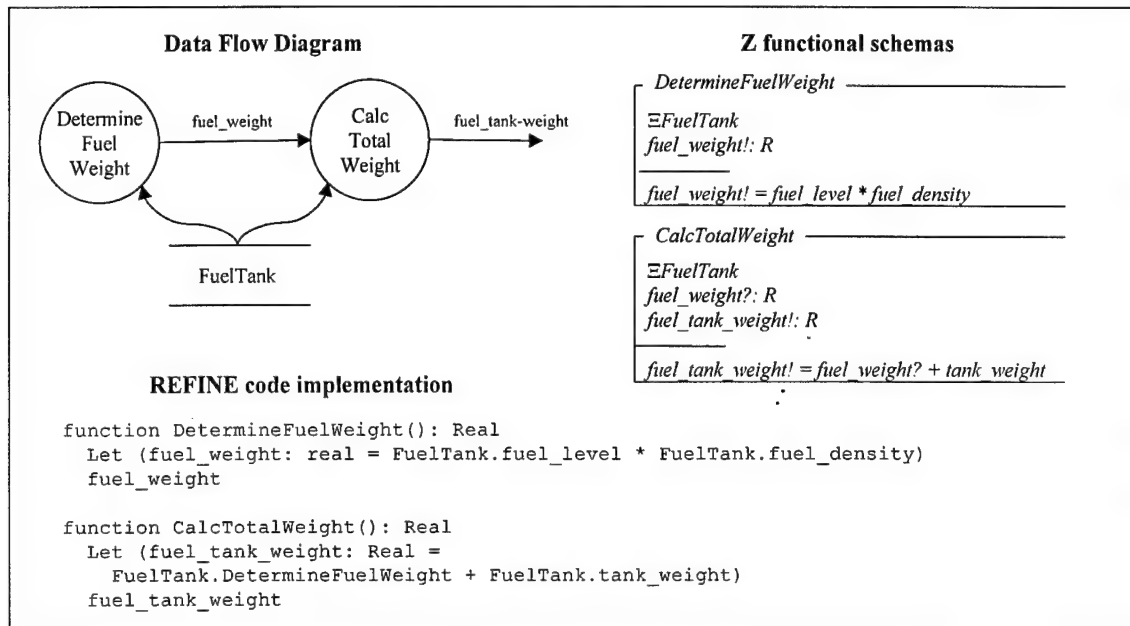 Data Flow Diagram
Determine
Fuel
Weight
fuel_weight
Calc
Total
Weight
fuel_tank-weight
FuelTank
Z functional schemas
DetermineFuelWeight
ΞFuelTank
fuel_weight!: R
fuel_weight! = fuel_level * fuel_density
CalcTotalWeight
ΞFuelTank
fuel_weight?: R
fuel_tank_weight!: R
fuel_tank_weight! = fuel_weight? + tank_weight
REFINE code implementation
function DetermineFuelWeight(): Real
Let (fuel_weight: real = FuelTank.fuel_level * FuelTank.fuel_density)
fuel_weight
function CalcTotalWeight(): Real
Let (fuel_tank_weight: Real =
FuelTank.DetermineFuelWeight + FuelTank.tank_weight)
fuel_tank_weight